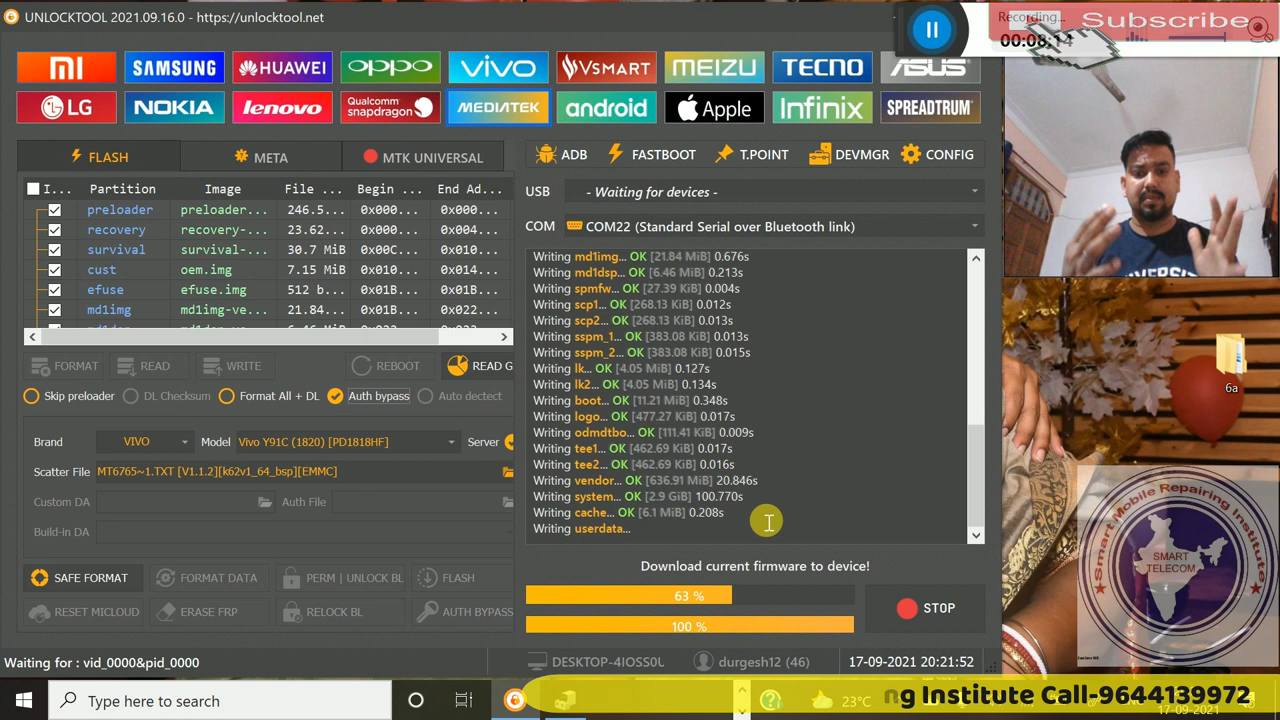 UNLOCKTOOL 2021.09.16.0 - https://unlocktool.net
Recording...
00:08:14
Subscribe
mi SAMSUNG HUAWEI oppo vivo VSMART MEIZU TECNO ASUS
LG NOKIA lenovo Qualcomm snapdragon MEDIATEK android Apple Infinix SPREADTRUM
FLASH META MTK UNIVERSAL
ADB FASTBOOT T.POINT DEVMGR CONFIG
I... Partition Image File ... Begin ... End Ad...
preloader preloader... 246.5... 0x000... 0x000...
recovery recovery-... 23.62... 0x000... 0x004...
survival survival-... 30.7 MiB 0x00C... 0x010...
cust oem.img 7.15 MiB 0x010... 0x014...
efuse efuse.img 512 b... 0x01B... 0x01B...
md1img md1img-ve... 21.84... 0x01B... 0x022...
USB - Waiting for devices -
COM COM22 (Standard Serial over Bluetooth link)
Writing md1img... OK [21.84 MiB] 0.676s
Writing md1dsp... OK [6.46 MiB] 0.213s
Writing spmfw... OK [27.39 KiB] 0.004s
Writing scp1... OK [268.13 KiB] 0.012s
Writing scp2... OK [268.13 KiB] 0.013s
Writing sspm_1... OK [383.08 KiB] 0.013s
Writing sspm_2... OK [383.08 KiB] 0.015s
Writing lk... OK [4.05 MiB] 0.127s
Writing lk2... OK [4.05 MiB] 0.134s
Writing boot... OK [11.21 MiB] 0.348s
Writing logo... OK [477.27 KiB] 0.017s
Writing odmdtbo... OK [111.41 KiB] 0.009s
Writing tee1... OK [462.69 KiB] 0.017s
Writing tee2... OK [462.69 KiB] 0.016s
Writing vendor... OK [636.91 MiB] 20.846s
Writing system... OK [2.9 GiB] 100.770s
Writing cache... OK [6.1 MiB] 0.208s
Writing userdata...
FORMAT READ WRITE REBOOT READ G
Skip preloader DL Checksum Format All + DL Auth bypass Auto dectect
Brand VIVO Model Vivo Y91C (1820) [PD1818HF] Server
Scatter File MT6765~1.TXT [V1.1.2][k62v1_64_bsp][EMMC]
Custom DA Auth File
Build-in DA
SAFE FORMAT FORMAT DATA PERM | UNLOCK BL FLASH
RESET MICLOUD ERASE FRP RELOCK BL AUTH BYPASS
Download current firmware to device!
63 %
100 %
STOP
Waiting for : vid_0000&pid_0000
DESKTOP-4IOSS0U durgesh12 (46) 17-09-2021 20:21:52
6a
Smart Mobile Repairing Institute
SMART
TELECOM
Type here to search
23°C
ng Institute Call-9644139972
17-09-2021